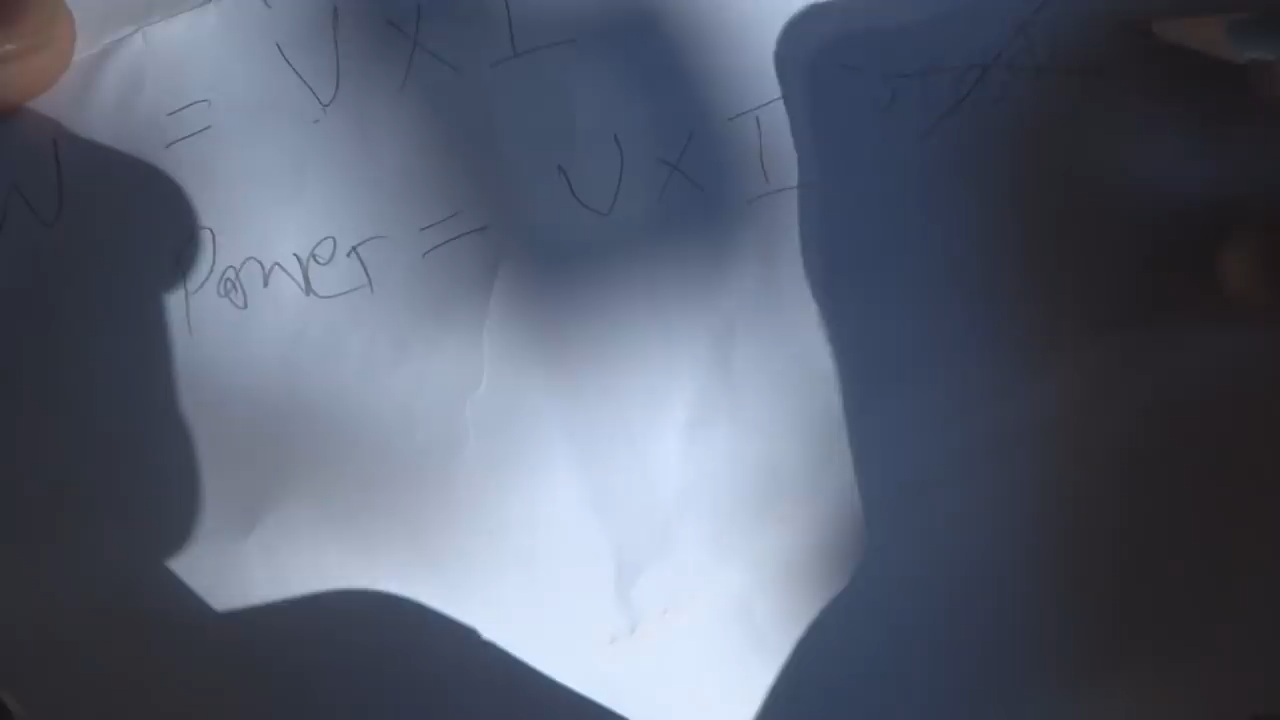 W = V x I
Power = V x I